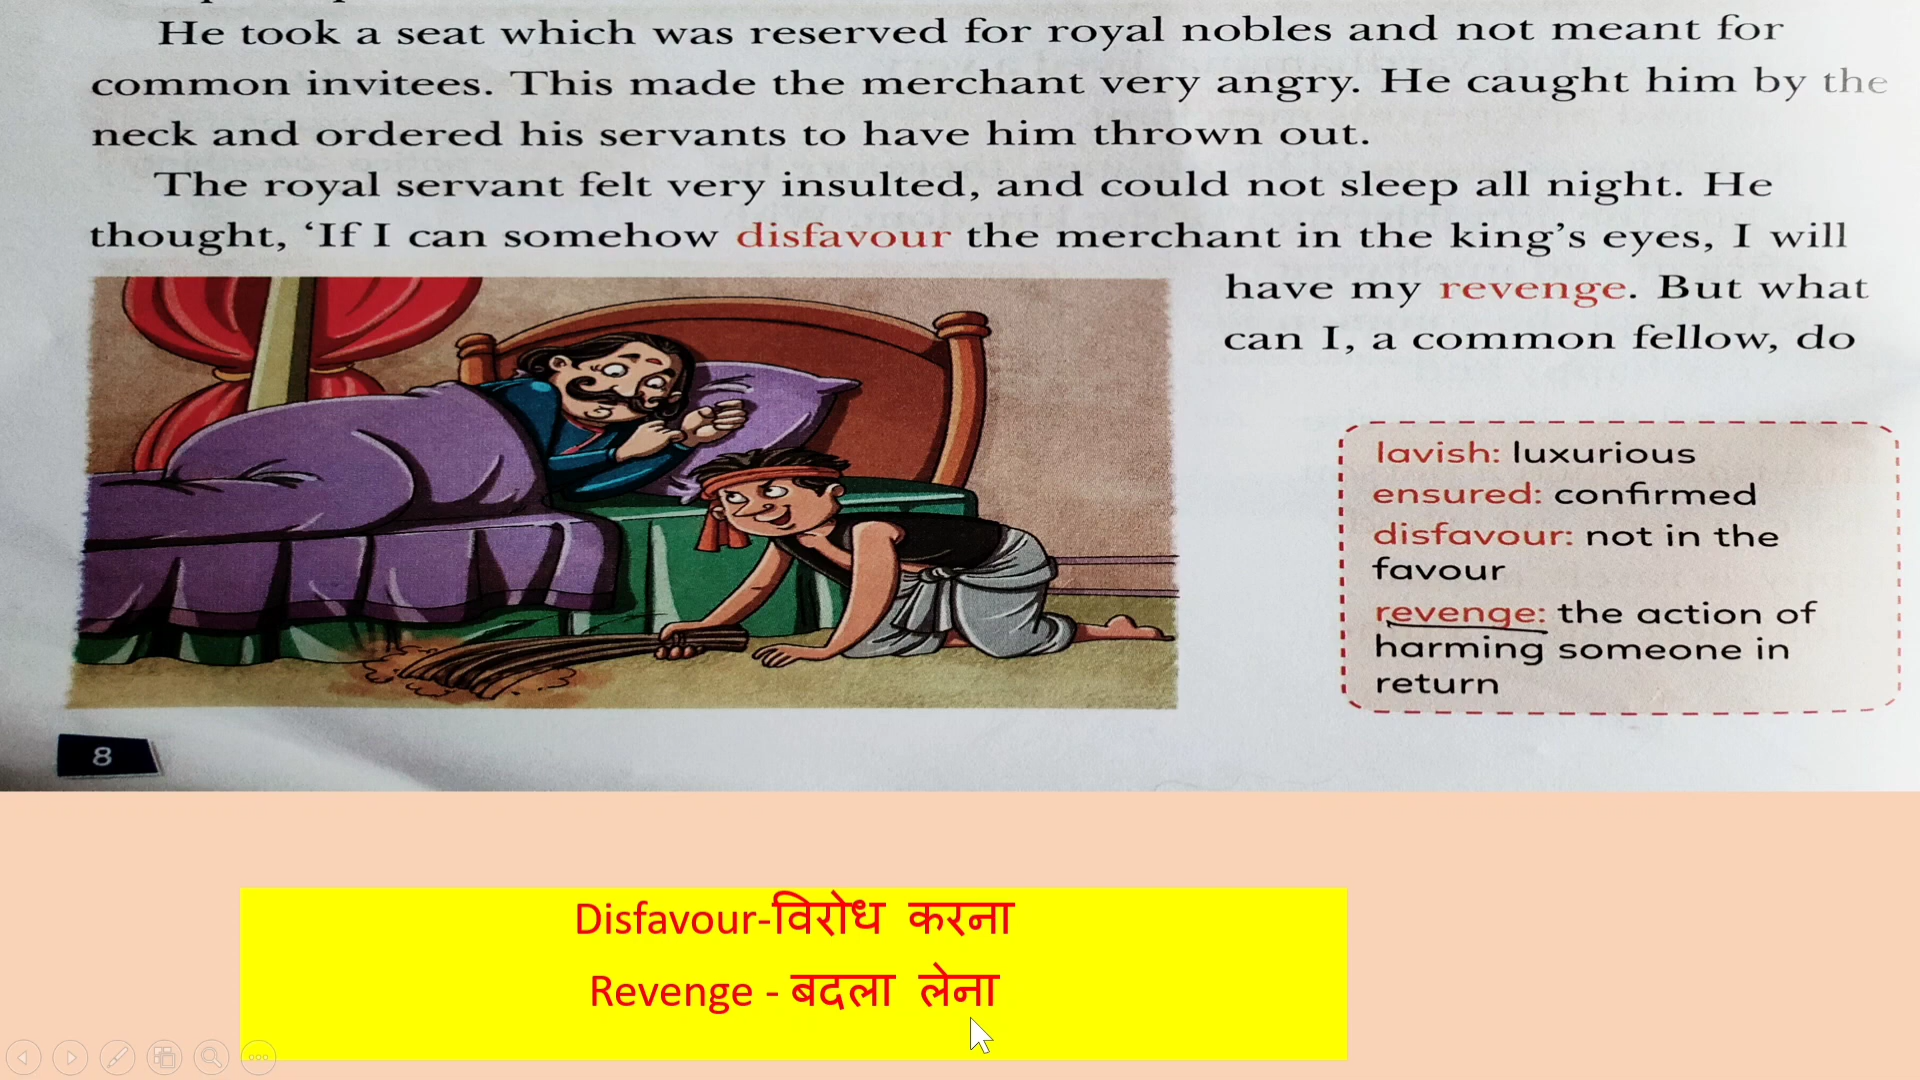 He took a seat which was reserved for royal nobles and not meant for
common invitees. This made the merchant very angry. He caught him by the
neck and ordered his servants to have him thrown out.
The royal servant felt very insulted, and could not sleep all night. He
thought, ‘If I can somehow disfavour the merchant in the king’s eyes, I will
have my revenge. But what
can I, a common fellow, do
lavish: luxurious
ensured: confirmed
disfavour: not in the
favour
revenge: the action of
harming someone in
return
8
Disfavour-विरोध करना
Revenge - बदला लेना